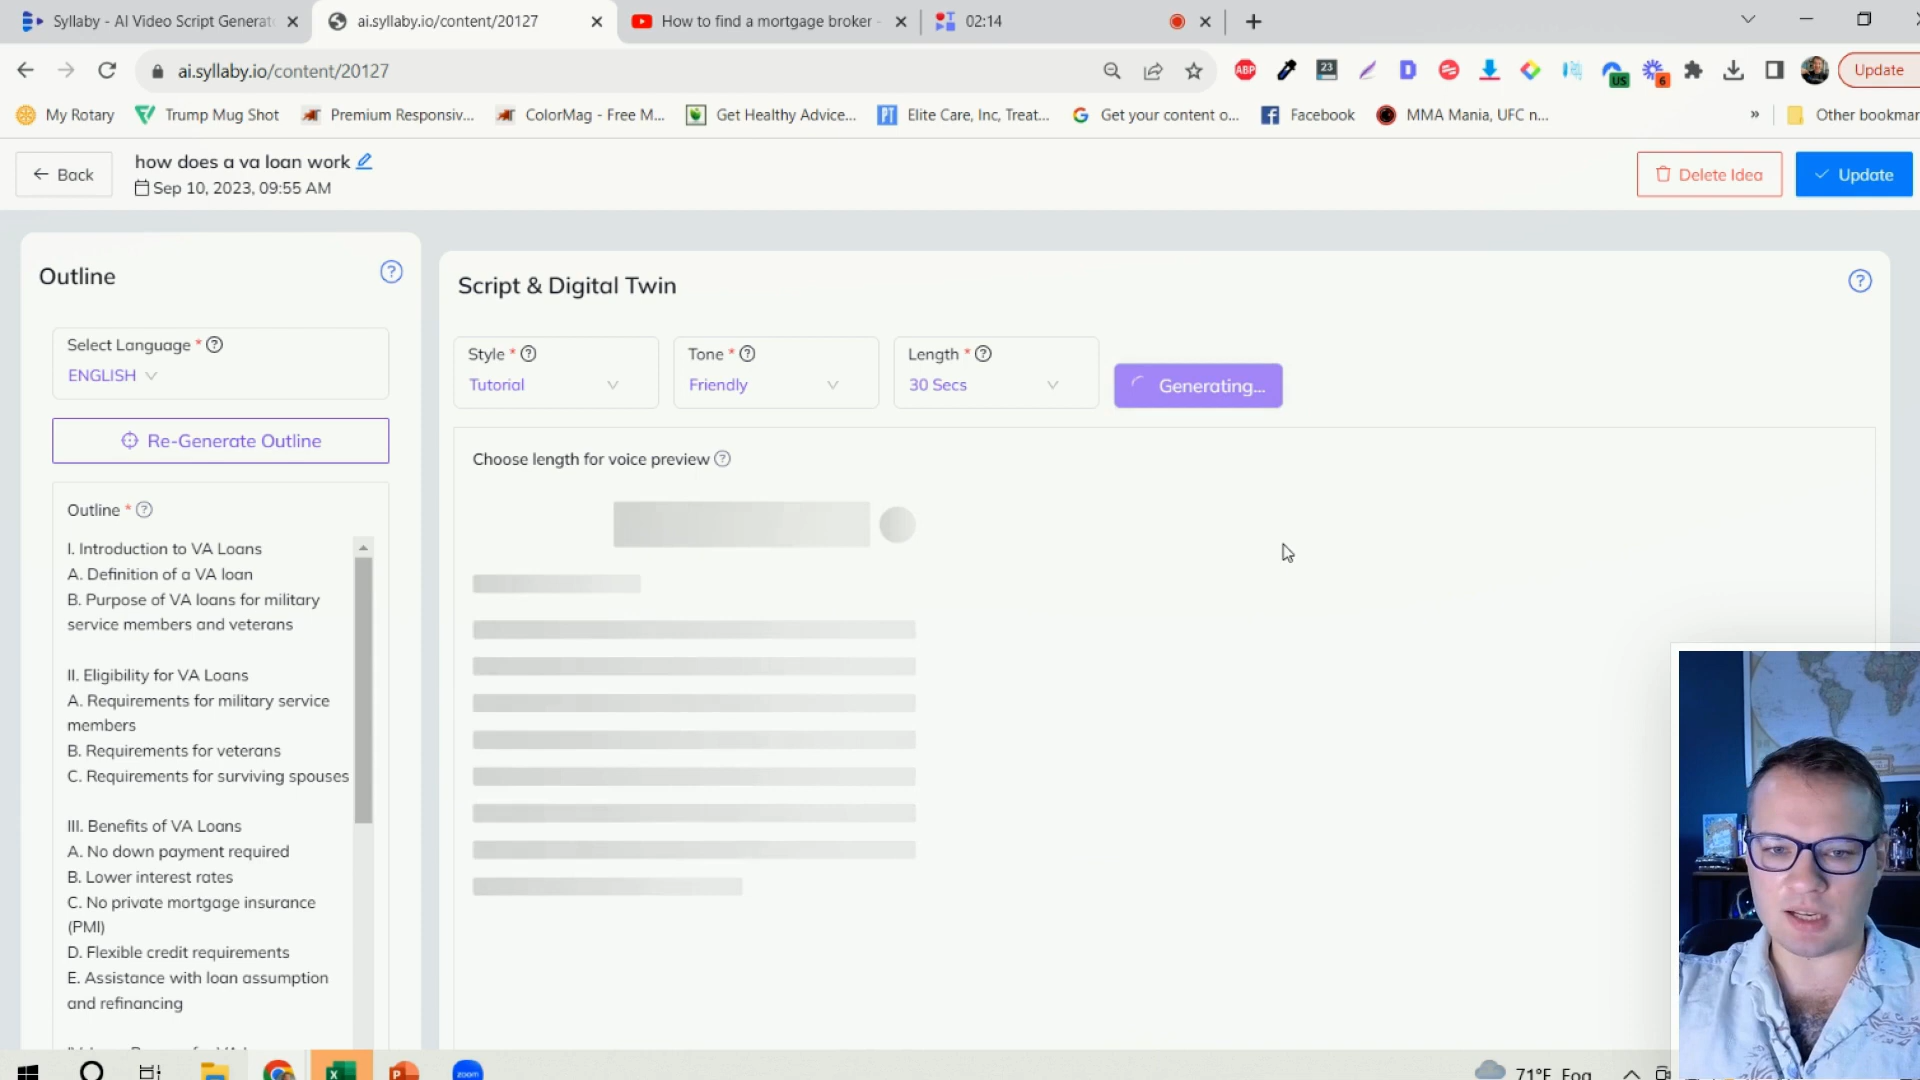 Syllaby - AI Video Script Generat
ai.syllaby.io/content/20127
How to find a mortgage broker -
02:14
ai.syllaby.io/content/20127
ABP
23
US
6
Update
My Rotary
Trump Mug Shot
Premium Responsiv...
ColorMag - Free M...
Get Healthy Advice...
PT
Elite Care, Inc, Treat...
Get your content o...
Facebook
MMA Mania, UFC n...
»
Other bookmar
Back
how does a va loan work
Sep 10, 2023, 09:55 AM
Delete Idea
Update
Outline
Select Language *
ENGLISH
Re-Generate Outline
Outline *
I. Introduction to VA Loans
A. Definition of a VA loan
B. Purpose of VA loans for military
service members and veterans
II. Eligibility for VA Loans
A. Requirements for military service
members
B. Requirements for veterans
C. Requirements for surviving spouses
III. Benefits of VA Loans
A. No down payment required
B. Lower interest rates
C. No private mortgage insurance
(PMI)
D. Flexible credit requirements
E. Assistance with loan assumption
and refinancing
Script & Digital Twin
Style *
Tutorial
Tone *
Friendly
Length *
30 Secs
Generating...
Choose length for voice preview
zoom
71°F Fog